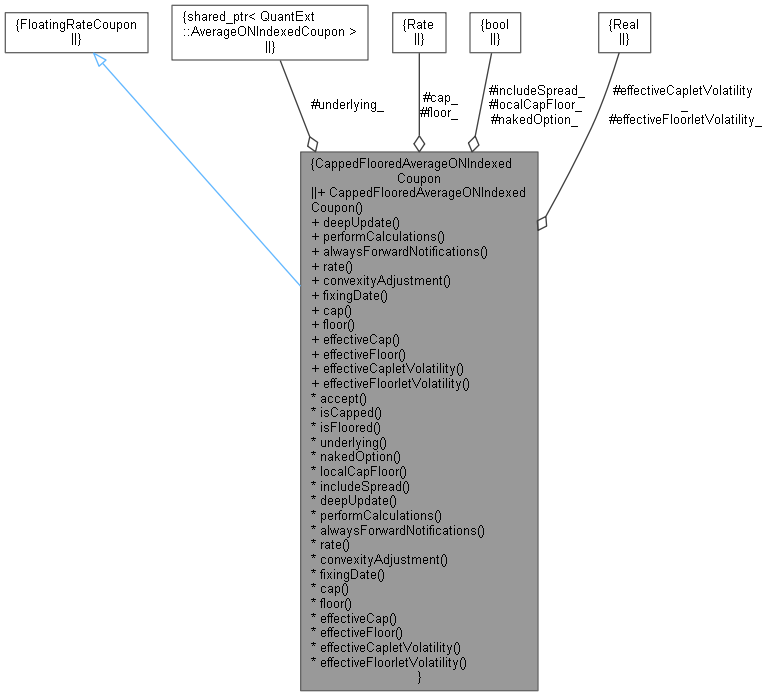 {FloatingRateCoupon
||}
{shared_ptr< QuantExt
::AverageONIndexedCoupon >
||}
{Rate
||}
{bool
||}
{Real
||}
#underlying_
#cap_
#floor_
#includeSpread_
#localCapFloor_
#nakedOption_
#effectiveCapletVolatility
_
#effectiveFloorletVolatility_
{CappedFlooredAverageONIndexed
Coupon
||+ CappedFlooredAverageONIndexed
Coupon()
+ deepUpdate()
+ performCalculations()
+ alwaysForwardNotifications()
+ rate()
+ convexityAdjustment()
+ fixingDate()
+ cap()
+ floor()
+ effectiveCap()
+ effectiveFloor()
+ effectiveCapletVolatility()
+ effectiveFloorletVolatility()
* accept()
* isCapped()
* isFloored()
* underlying()
* nakedOption()
* localCapFloor()
* includeSpread()
* deepUpdate()
* performCalculations()
* alwaysForwardNotifications()
* rate()
* convexityAdjustment()
* fixingDate()
* cap()
* floor()
* effectiveCap()
* effectiveFloor()
* effectiveCapletVolatility()
* effectiveFloorletVolatility()
}